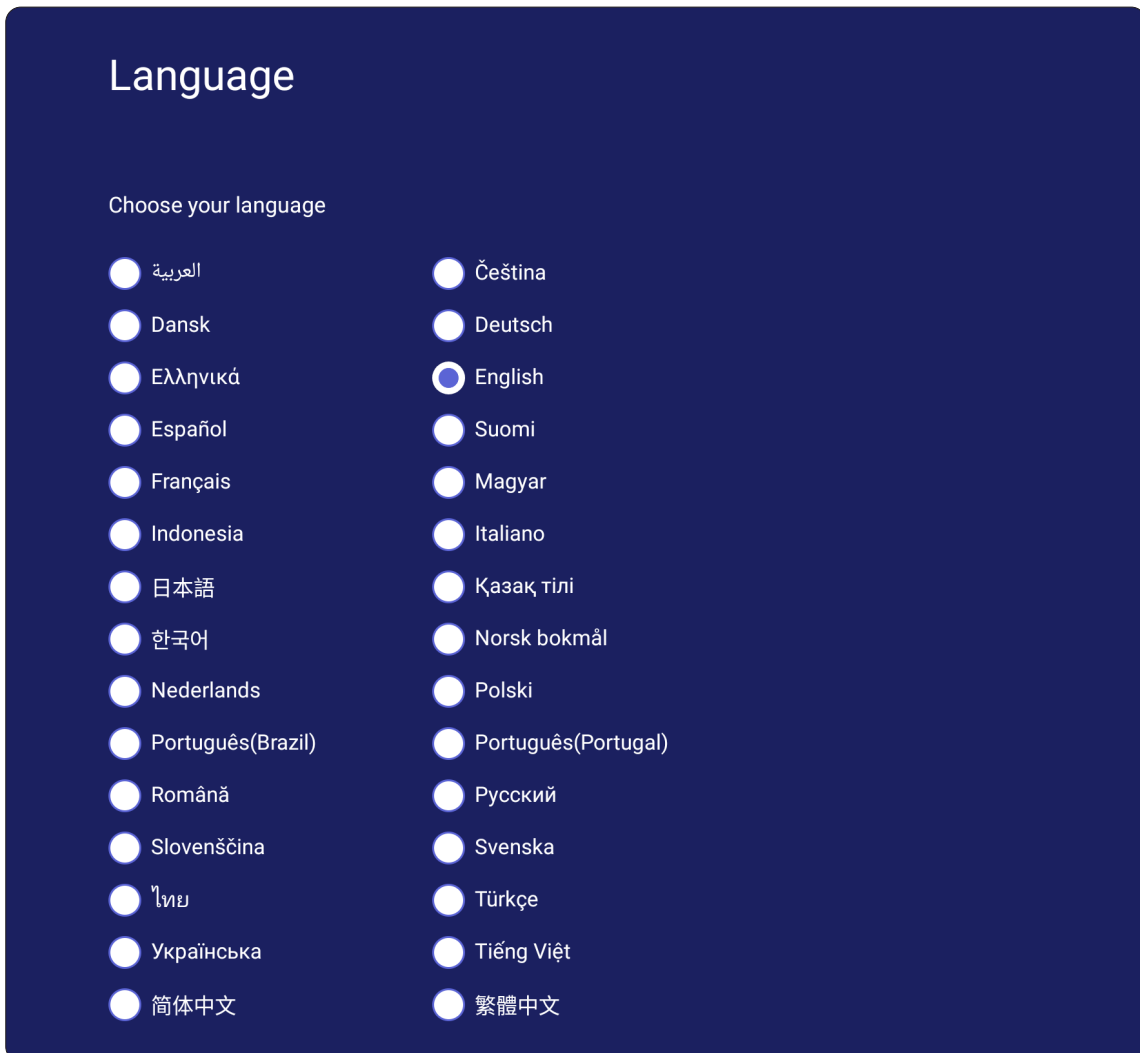 Language
Choose your language
العربية
Čeština
Dansk
Deutsch
Ελληνικά
English
Español
Suomi
Français
Magyar
Indonesia
Italiano
日本語
Қазақ тілі
한국어
Norsk bokmål
Nederlands
Polski
Português(Brazil)
Português(Portugal)
Română
Русский
Slovenščina
Svenska
ไทย
Türkçe
Українська
Tiếng Việt
简体中文
繁體中文